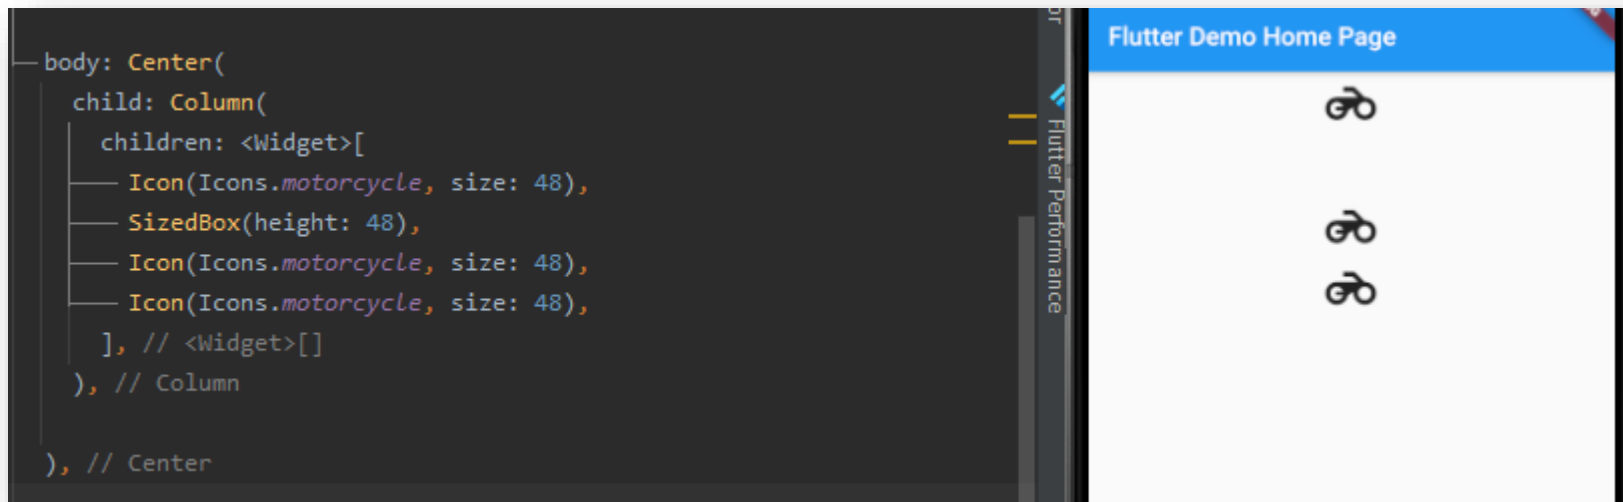 body: Center(
child: Column(
children: <Widget>[
Icon(Icons.motorcycle, size: 48),
SizedBox(height: 48),
Icon(Icons.motorcycle, size: 48),
Icon(Icons.motorcycle, size: 48),
], // <Widget>[]
), // Column
), // Center
or
Flutter Performance
Flutter Demo Home Page